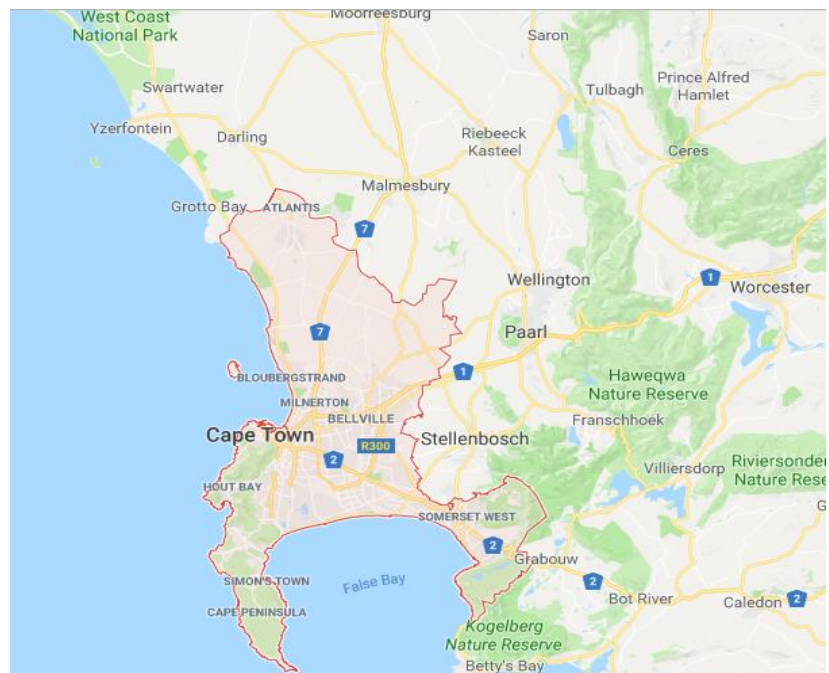 West Coast
National Park
Moorreesburg
Saron
Swartwater
Tulbagh
Prince Alfred
Hamlet
Yzerfontein
Darling
Riebeeck
Kasteel
Ceres
Malmesbury
Grotto Bay
ATLANTIS
7
Wellington
1
Worcester
7
Paarl
BLOUBERGSTRAND
1
Haweqwa
Nature Reserve
MILNERTON
BELLVILLE
Franschhoek
Cape Town
R300
Stellenbosch
2
Villiersdorp
Riviersonder
Nature Rese
HOUT BAY
SOMERSET WEST
G
2
Grabouw
SIMON'S TOWN
False Bay
2
Bot River
2
Caledon
CAPE PENINSULA
Kogelberg
Nature Reserve
Betty's Bay